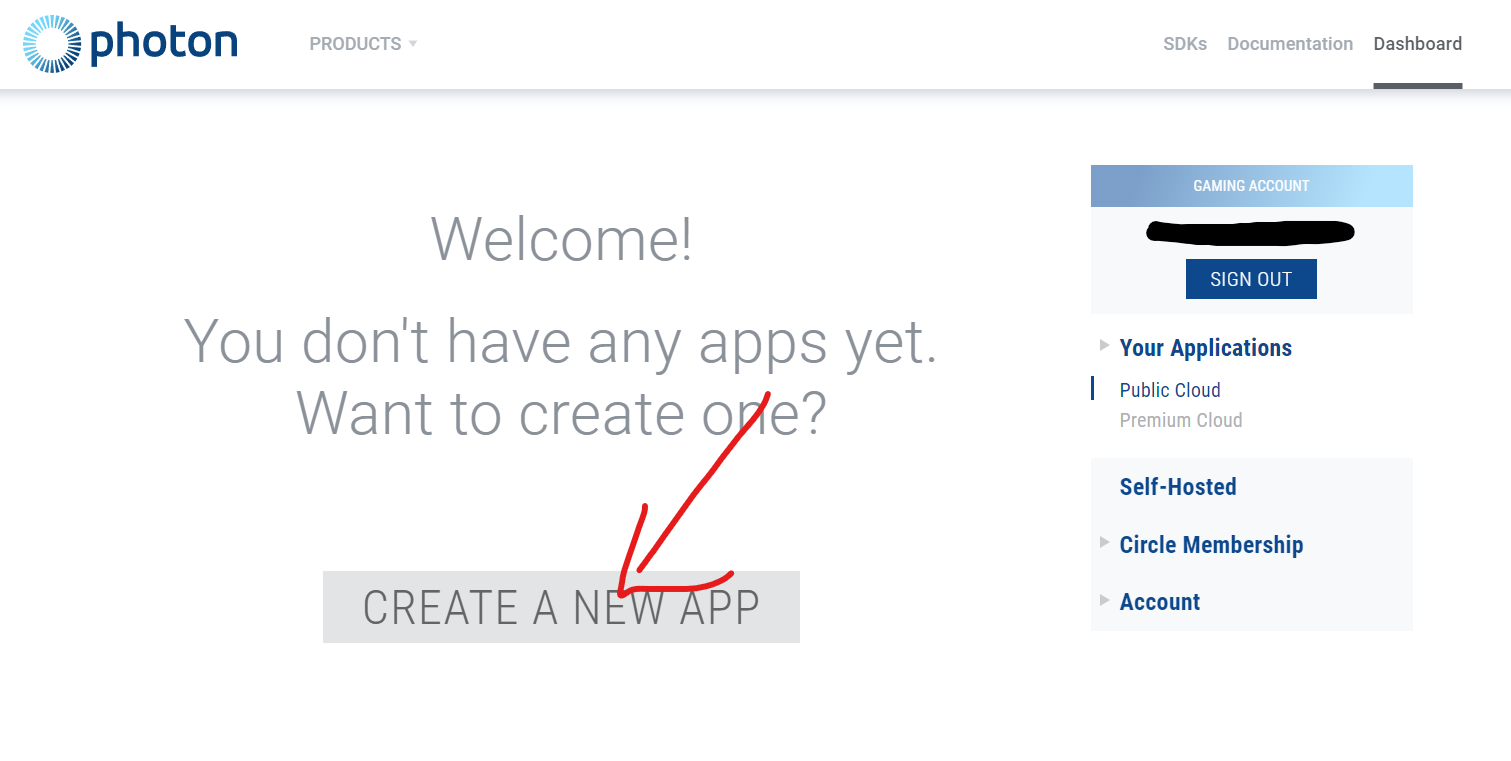 photon
PRODUCTS
SDKs Documentation Dashboard
Welcome!
You don't have any apps yet.
Want to create one?
CREATE A NEW APP
GAMING ACCOUNT
SIGN OUT
Your Applications
Public Cloud
Premium Cloud
Self-Hosted
Circle Membership
Account